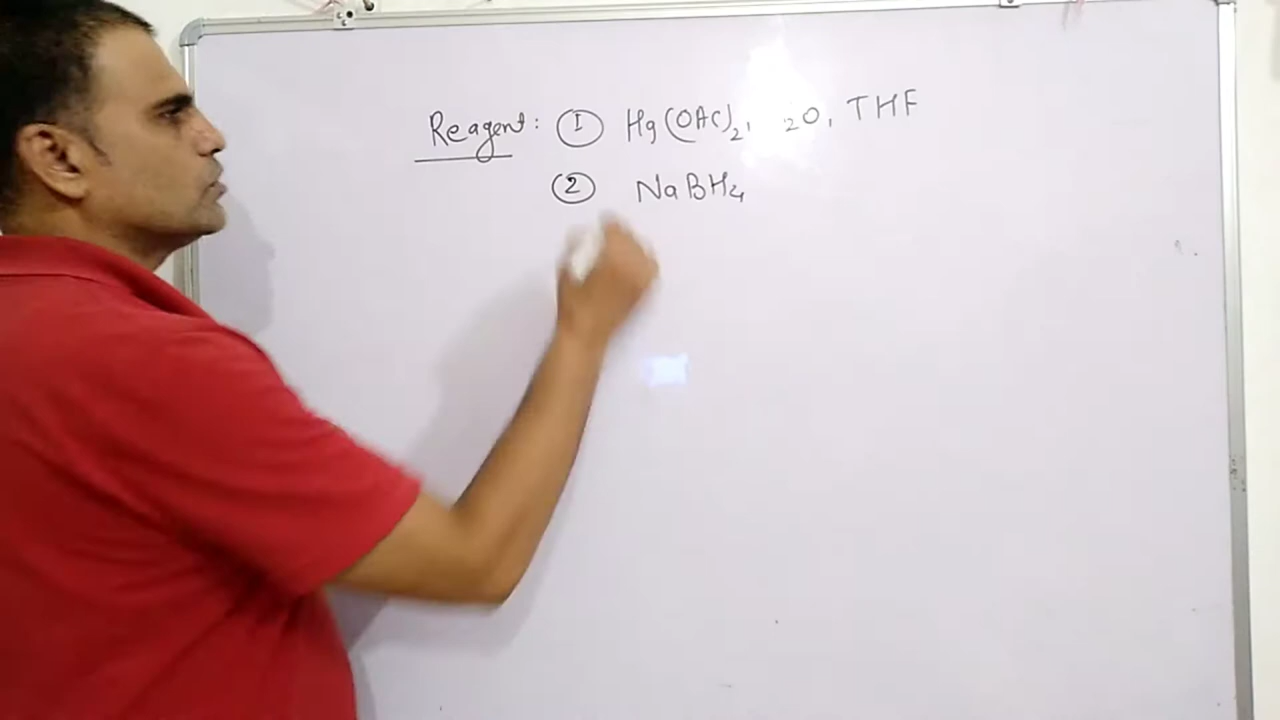 Reagent: ① Hg(OAc)₂, ₂O, THF
② NaBH₄